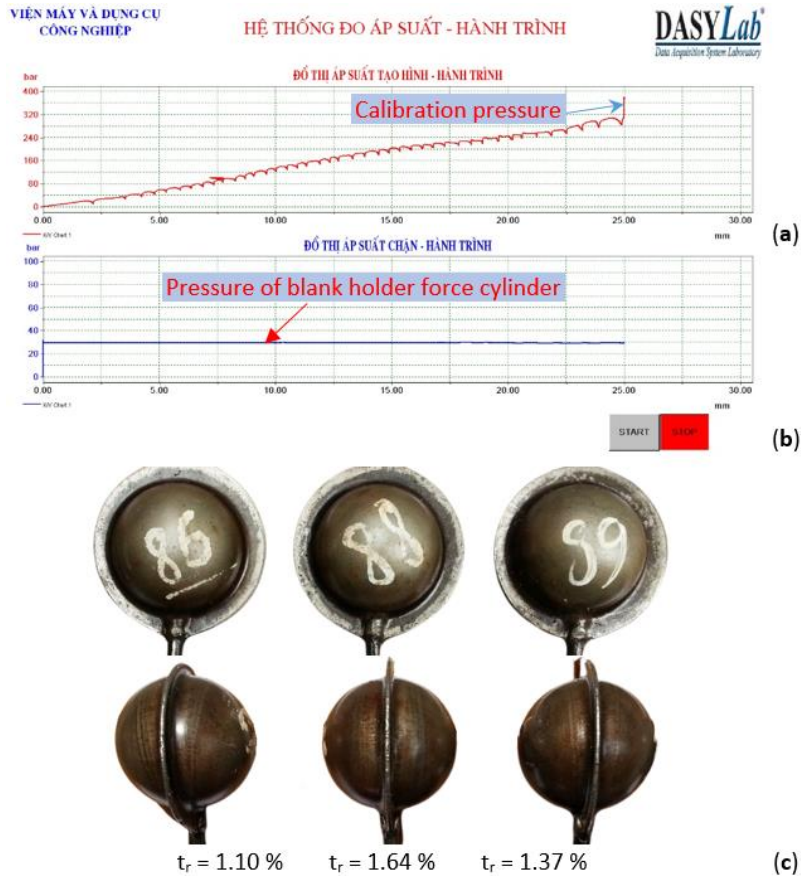 VIỆN MÁY VÀ DỤNG CỤ
CÔNG NGHIỆP
HỆ THỐNG ĐO ÁP SUẤT - HÀNH TRÌNH
DASYLab
Data Acquisition System Laboratory
ĐỒ THỊ ÁP SUẤT TẠO HÌNH - HÀNH TRÌNH
bar
400
320
240
160
80
0
Calibration pressure
0.00 5.00 10.00 15.00 20.00 25.00 30.00
mm
(a)
ĐỒ THỊ ÁP SUẤT CHẶN - HÀNH TRÌNH
bar
100
80
60
40
20
0
Pressure of blank holder force cylinder
0.00 5.00 10.00 15.00 20.00 25.00 30.00
mm
START STOP
(b)
86 88 89
tr = 1.10 % tr = 1.64 % tr = 1.37 %
(c)